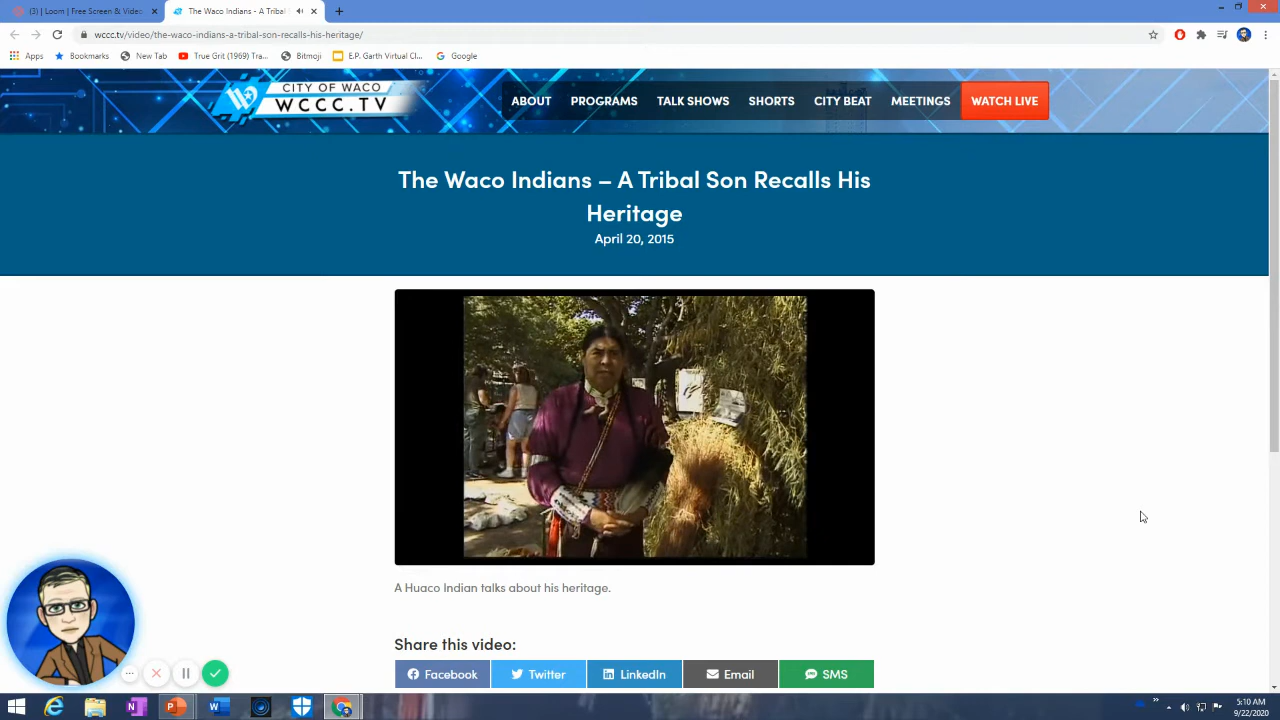 (3) Loom | Free Screen & Video
The Waco Indians - A Tribal
wccc.tv/video/the-waco-indians-a-tribal-son-recalls-his-heritage/
Apps
Bookmarks
New Tab
True Grit (1969) Tra...
Bitmoji
E.P. Garth Virtual Cl...
Google
CITY OF WACO
WCCC.TV
ABOUT
PROGRAMS
TALK SHOWS
SHORTS
CITY BEAT
MEETINGS
WATCH LIVE
The Waco Indians – A Tribal Son Recalls His
Heritage
April 20, 2015
A Huaco Indian talks about his heritage.
Share this video:
Facebook
Twitter
LinkedIn
Email
SMS
5:10 AM
9/22/2020